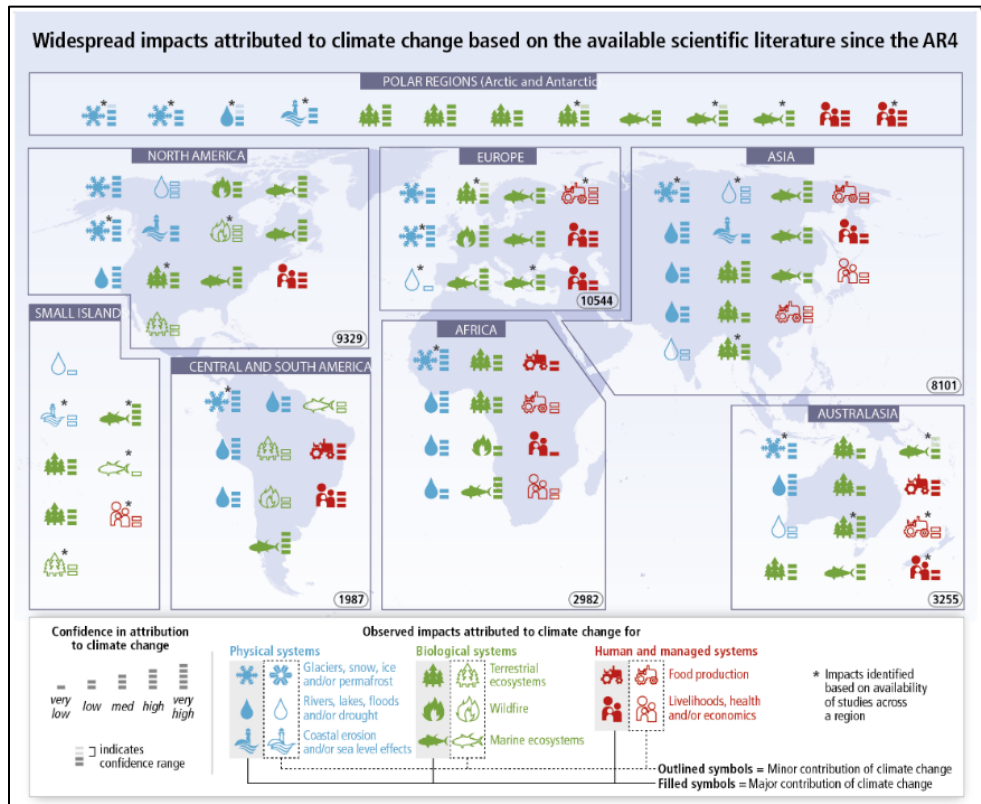 Widespread impacts attributed to climate change based on the available scientific literature since the AR4
POLAR REGIONS (Arctic and Antarctic
NORTH AMERICA
EUROPE
ASIA
10544
9329
SMALL ISLAND
AFRICA
CENTRAL AND SOUTH AMERICA
8101
AUSTRALASIA
1987
2982
3255
Confidence in attribution
to climate change
very
low
low
med
high
very
high
indicates
confidence range
Observed impacts attributed to climate change for
Physical systems
Glaciers, snow, ice
and/or permafrost
Rivers, lakes, floods
and/or drought
Coastal erosion
and/or sea level effects
Biological systems
Terrestrial
ecosystems
Wildfire
Marine ecosystems
Human and managed systems
Food production
Livelihoods, health
and/or economics
* Impacts identified
based on availability
of studies across
a region
Outlined symbols = Minor contribution of climate change
Filled symbols = Major contribution of climate change